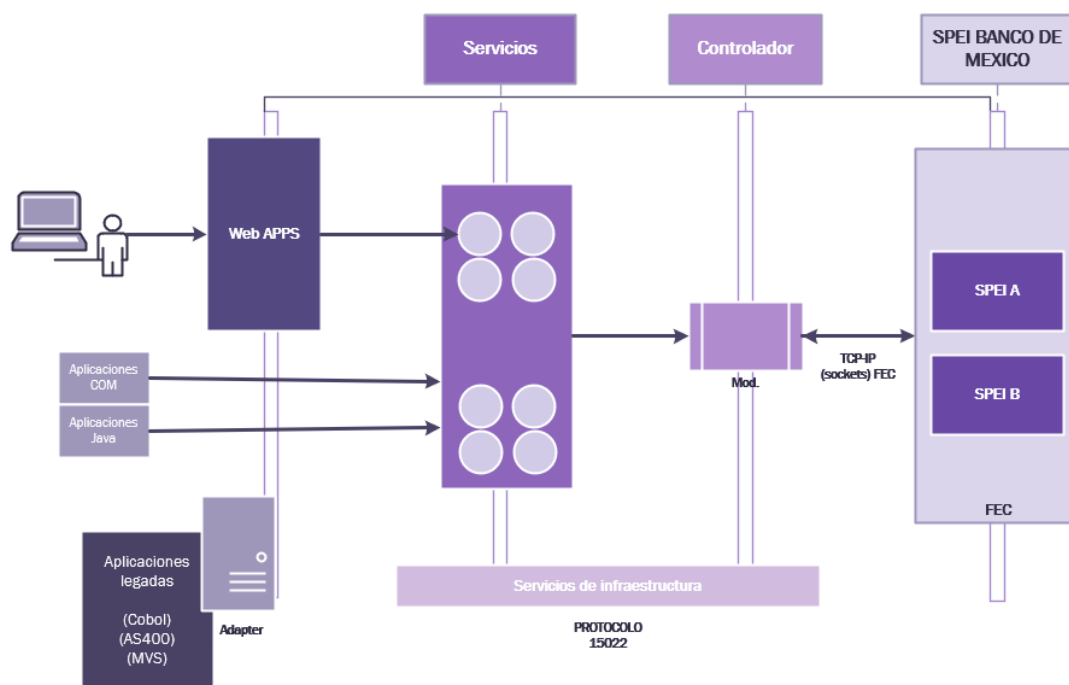 Servicios
Controlador
SPEI BANCO DE
MEXICO
Web APPS
SPEI A
Aplicaciones
COM
TCP-IP
(sockets) FEC
Mod.
SPEI B
Aplicaciones
Java
FEC
Aplicaciones
legadas
(Cobol)
(AS400)
(MVS)
Adapter
Servicios de infraestructura
PROTOCOLO
15022